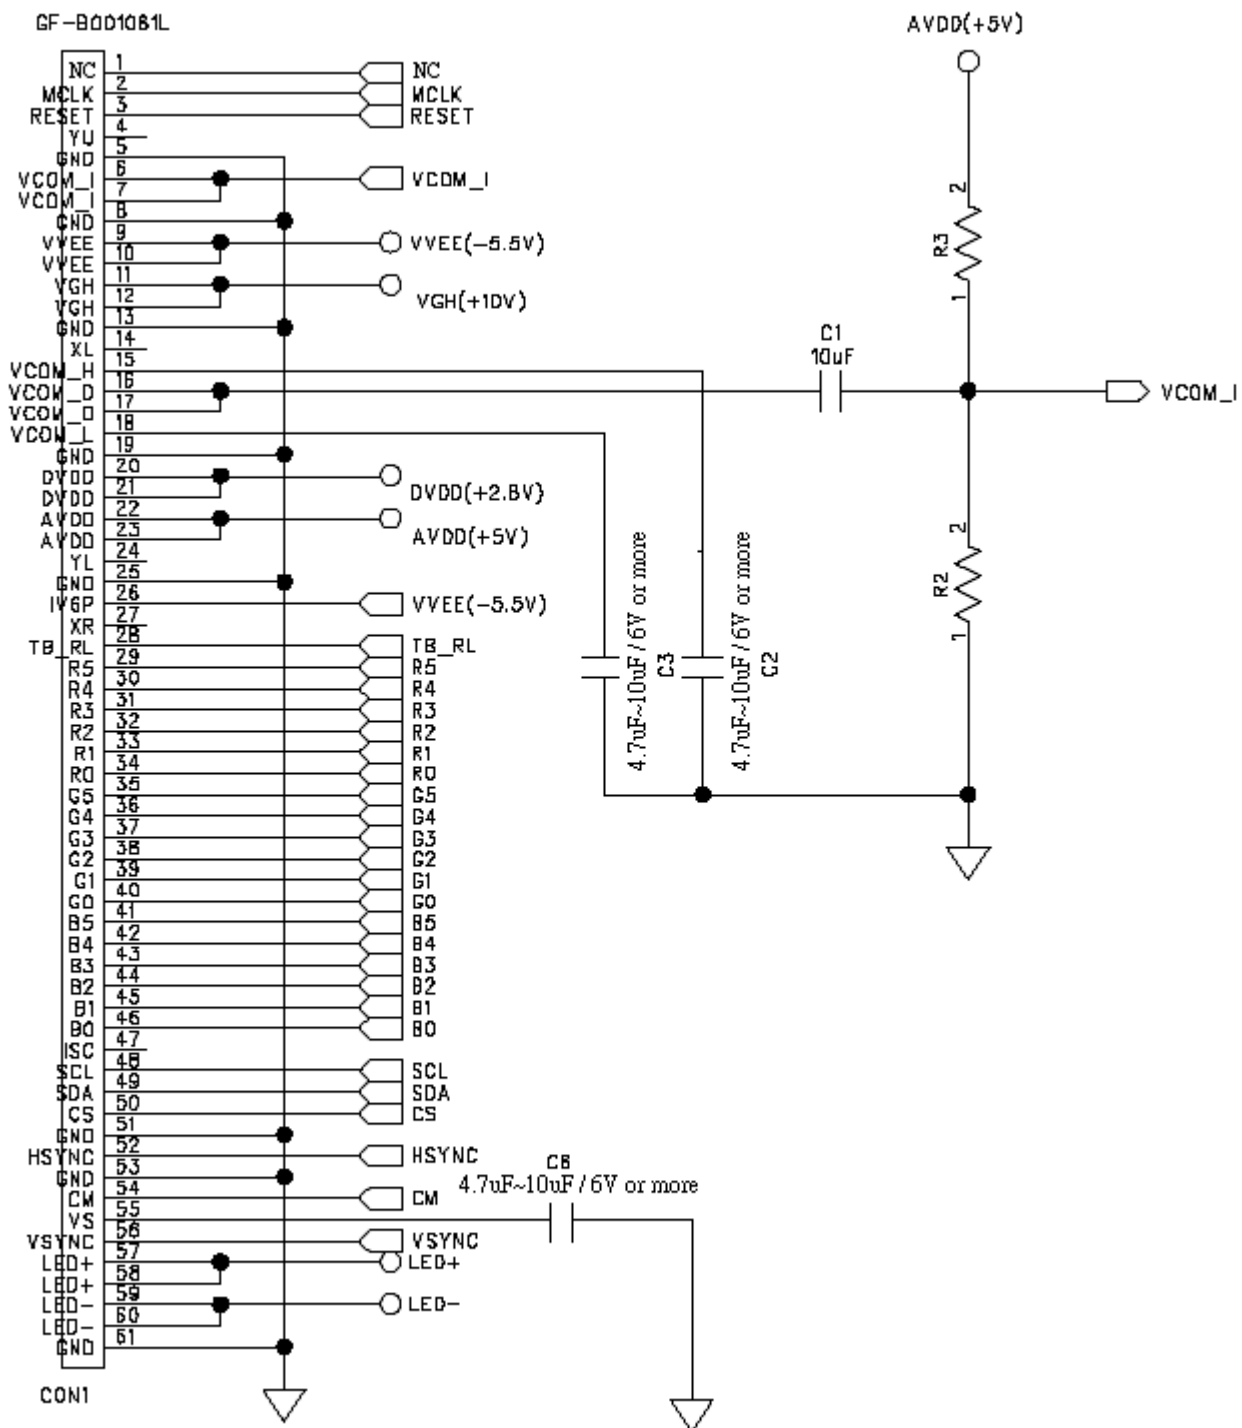 GF-B0D1081L
NC 1 NC
MCLK 2 MCLK
RESET 3 RESET
YU 4
GND 5
VCOM_I 6 VCOM_I
VCOM_I 7
GND 8
VVEE 9 VVEE(-5.5V)
VVEE 10
VGH 11 VGH(+10V)
VGH 12
GND 13
XL 14
VCOM_H 15
VCOM_O 16
VCOM_O 17
VCOM_L 18
GND 19
DVDD 20 DVDD(+2.8V)
DVDD 21
AVDD 22 AVDD(+5V)
AVDD 23
YL 24
GND 25
IV6P 26 VVEE(-5.5V)
XR 27
TB_RL 28 TB_RL
R5 29 R5
R4 30 R4
R3 31 R3
R2 32 R2
R1 33 R1
R0 34 R0
G5 35 G5
G4 36 G4
G3 37 G3
G2 38 G2
G1 39 G1
G0 40 G0
B5 41 B5
B4 42 B4
B3 43 B3
B2 44 B2
B1 45 B1
B0 46 B0
ISC 47
SCL 48 SCL
SDA 49 SDA
CS 50 CS
GND 51
HSYNC 52 HSYNC
GND 53
CM 54 CM
VS 55
VSYNC 56 VSYNC
LED+ 57 LED+
LED+ 58
LED- 59 LED-
LED- 60
GND 61
CON1
AVDD(+5V)
2
R3
1
C1
10uF
VCOM_I
2
R2
1
4.7uF~10uF / 6V or more
C3
4.7uF~10uF / 6V or more
C2
C6
4.7uF~10uF / 6V or more